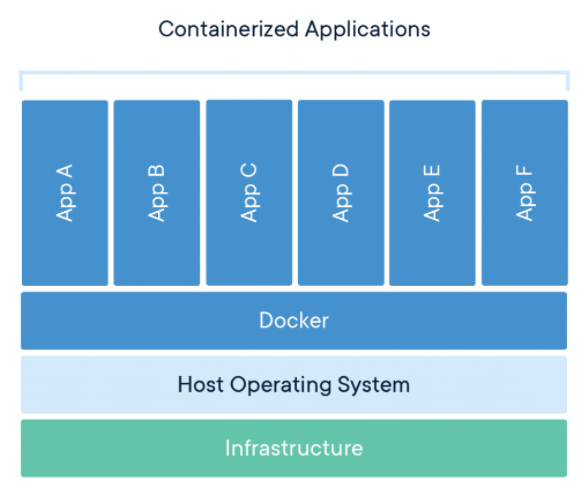 Containerized Applications
App A
App B
App C
App D
App E
App F
Docker
Host Operating System
Infrastructure